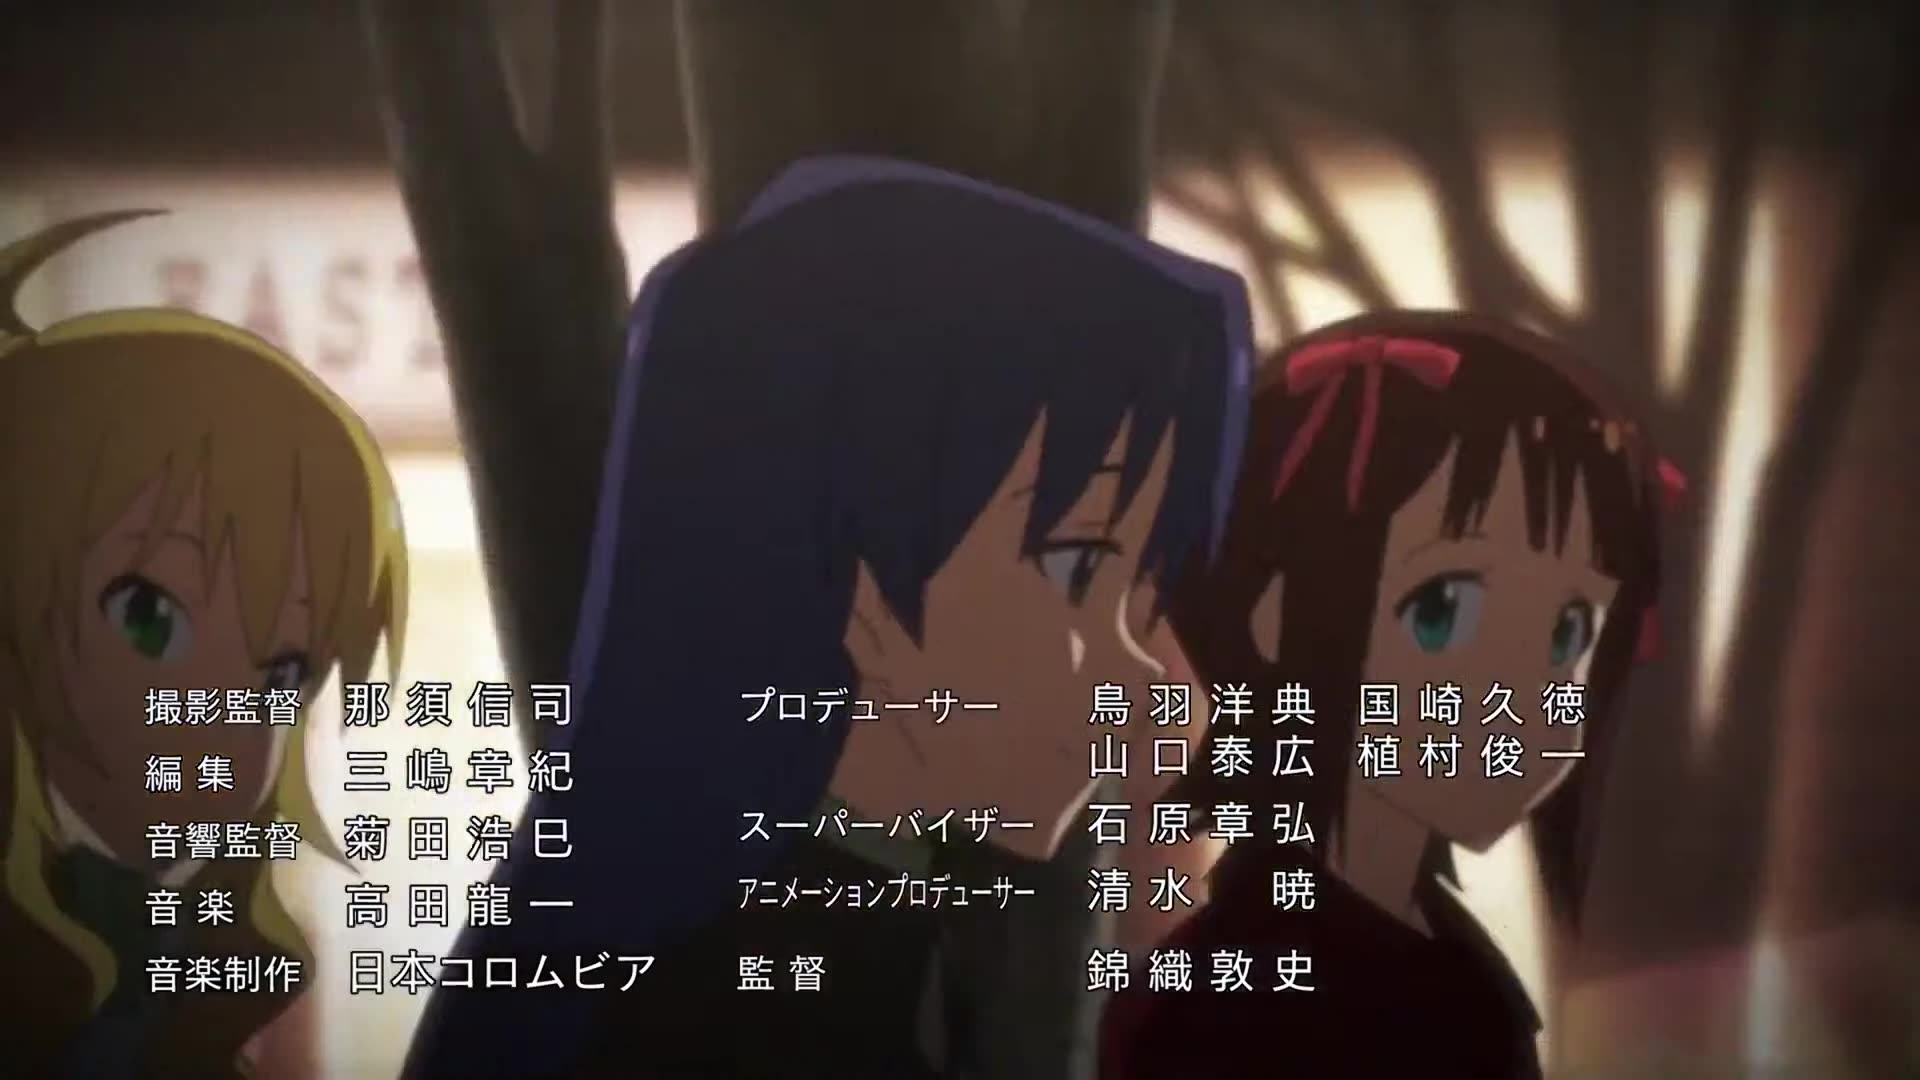 EAST
撮影監督 那須信司
編集 三嶋章紀
音響監督 菊田浩巳
音楽 高田龍一
音楽制作 日本コロムビア
プロデューサー 鳥羽洋典 国崎久徳
山口泰広 植村俊一
スーパーバイザー 石原章弘
アニメーションプロデューサー 清水 暁
監督 錦織敦史